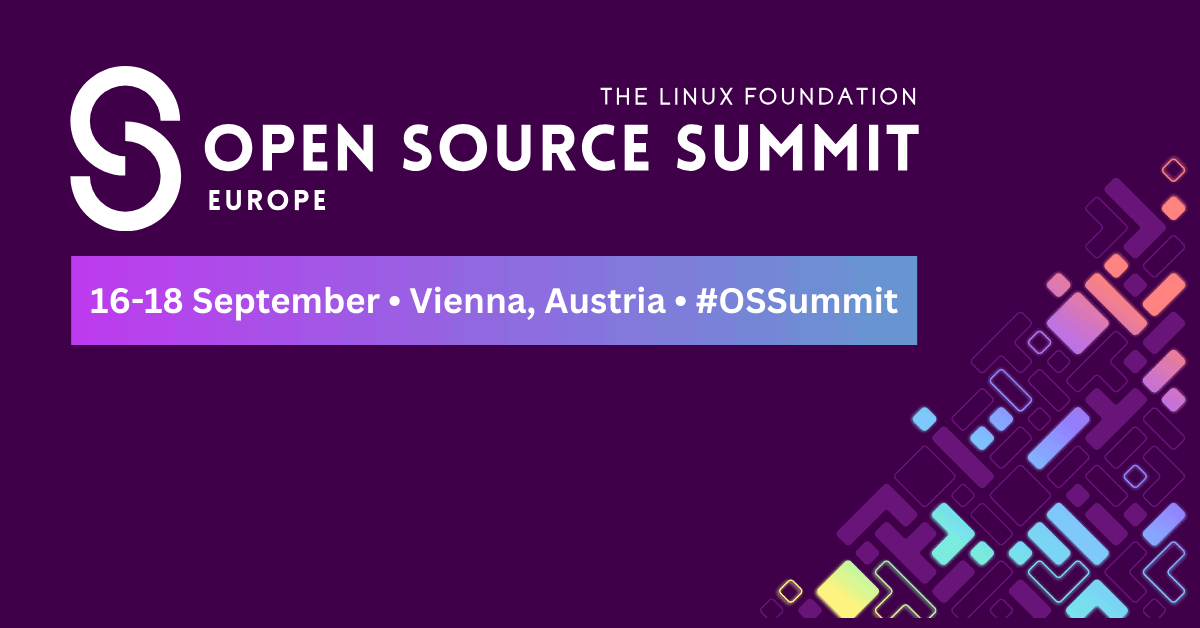 THE LINUX FOUNDATION
OPEN SOURCE SUMMIT
EUROPE
16-18 September • Vienna, Austria • #OSSummit